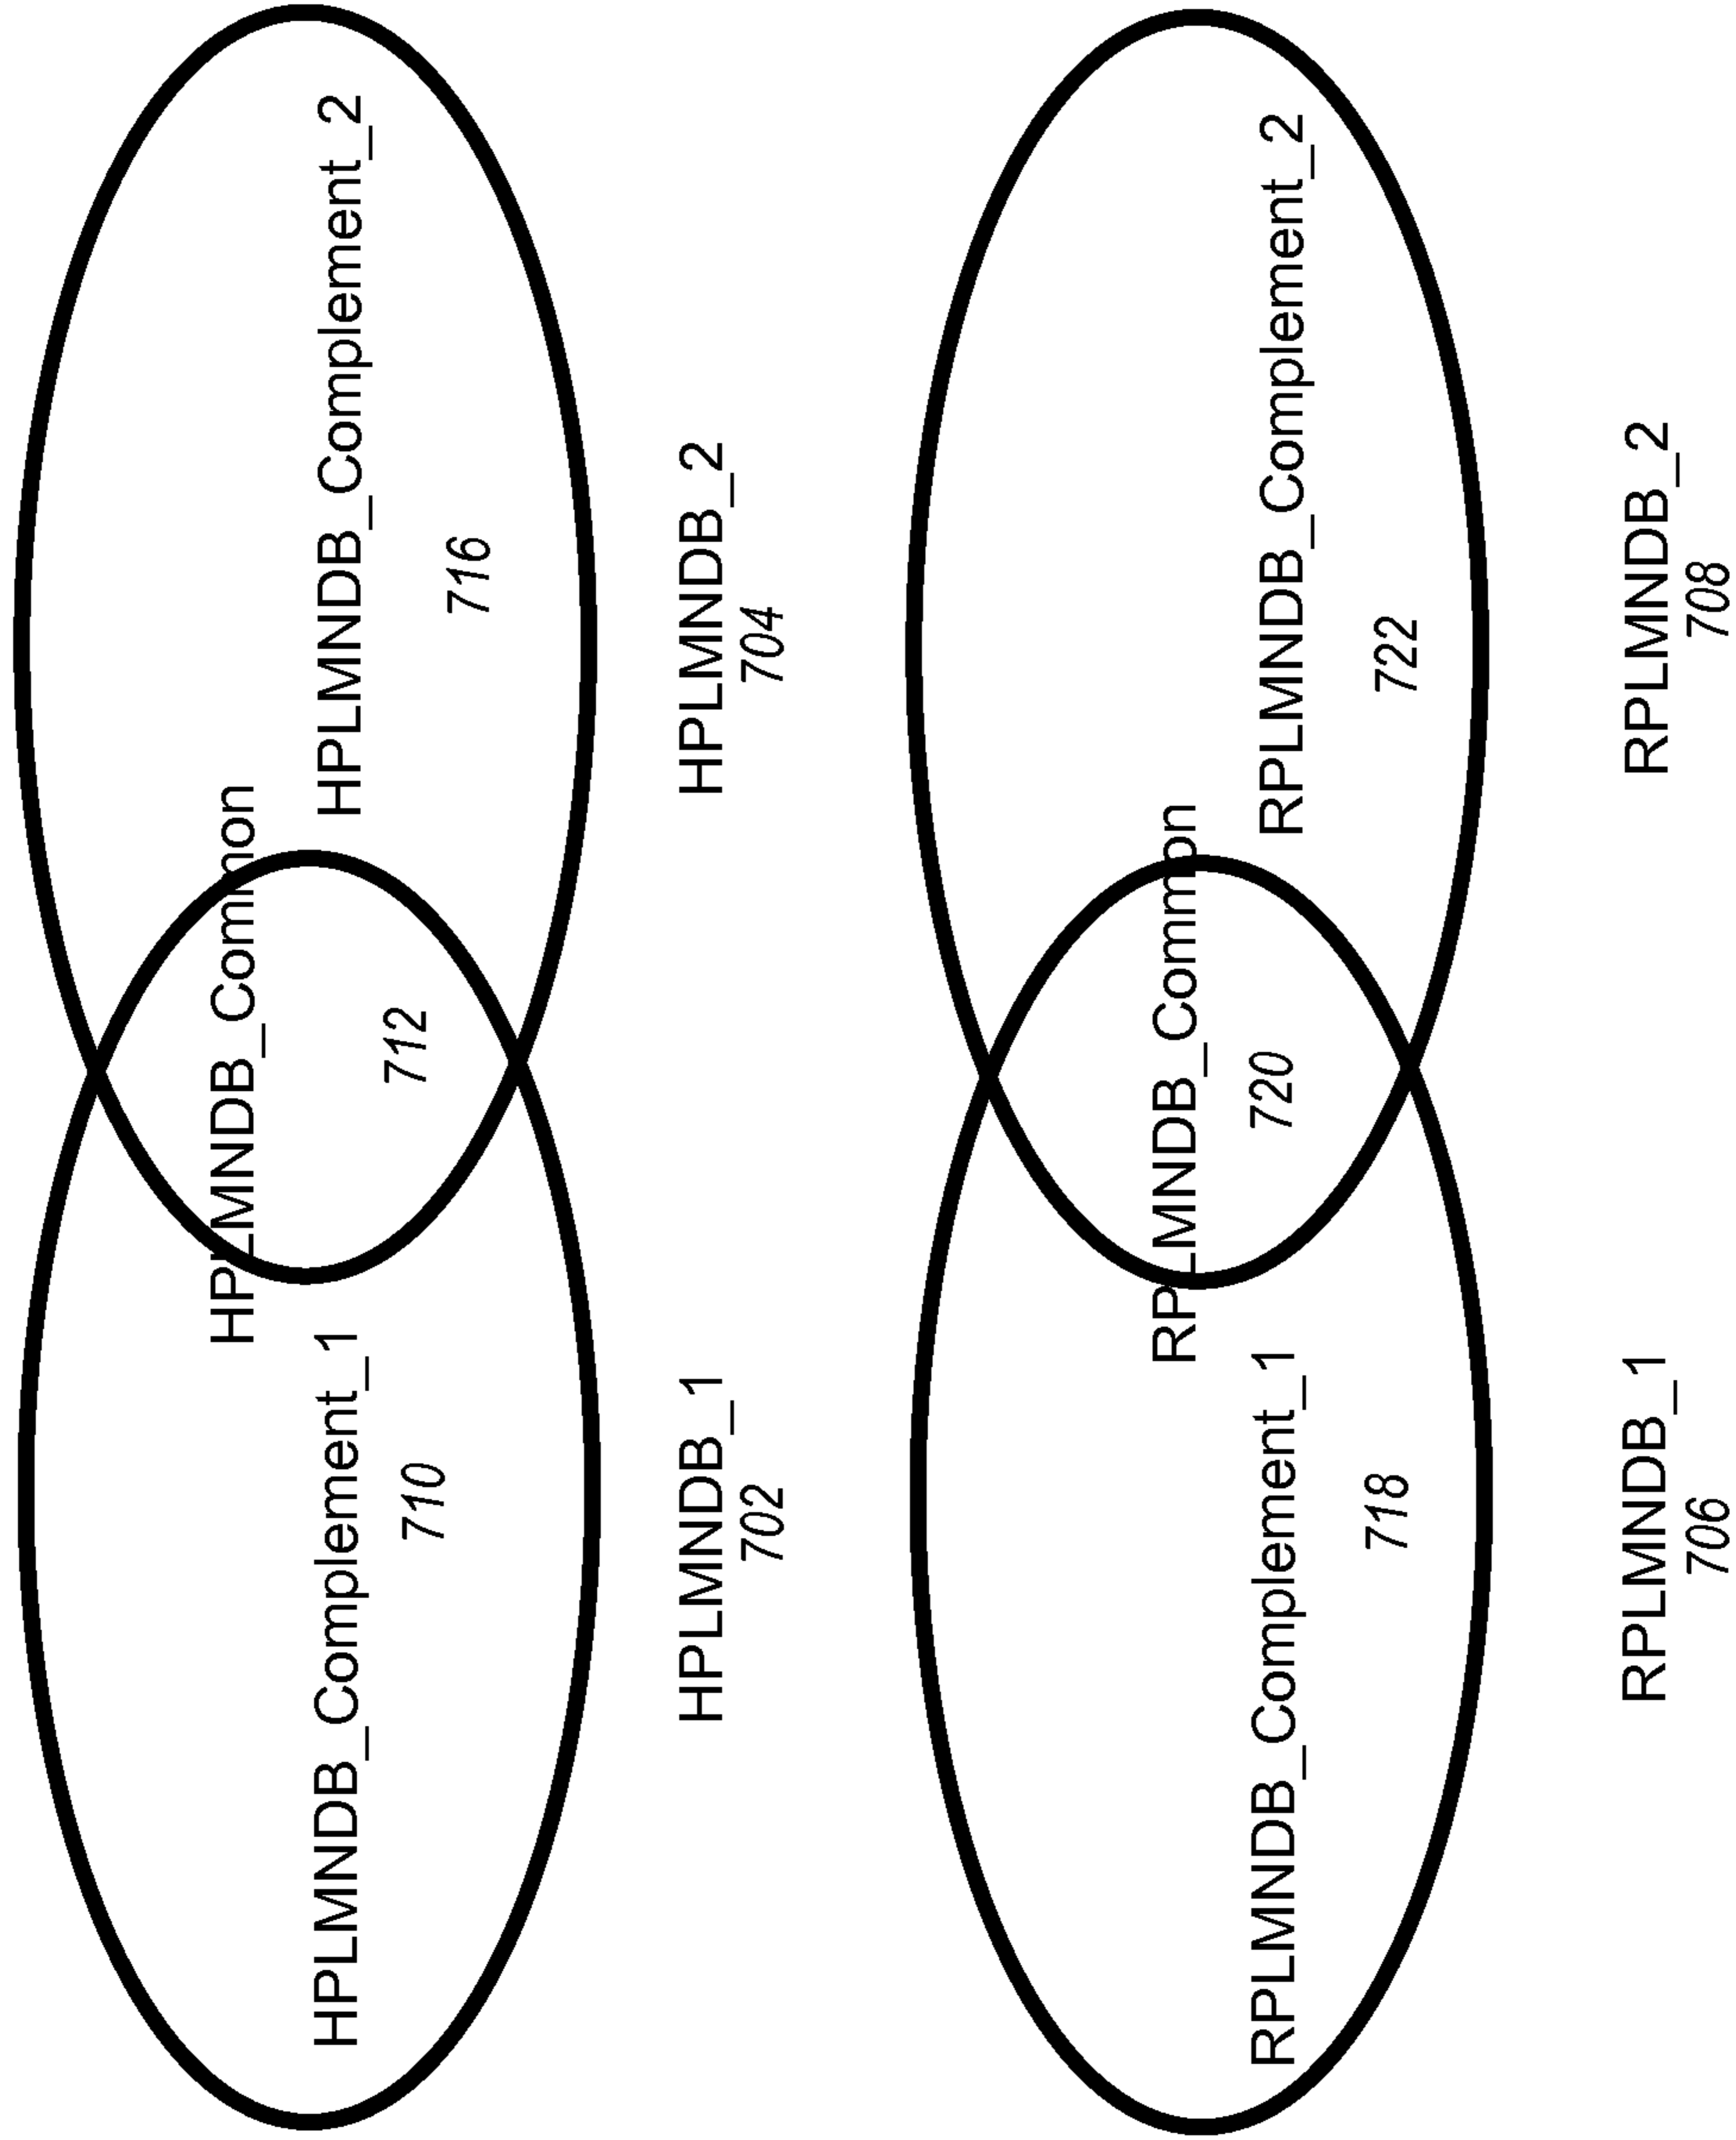 HPLMNDB_Common
HPLMNDB_Complement_1
HPLMNDB_Complement_2
712
710
716
HPLMNDB_1
702
HPLMNDB_2
704
RPLMNDB_Common
RPLMNDB_Complement_1
RPLMNDB_Complement_2
720
718
722
RPLMNDB_1
706
RPLMNDB_2
708